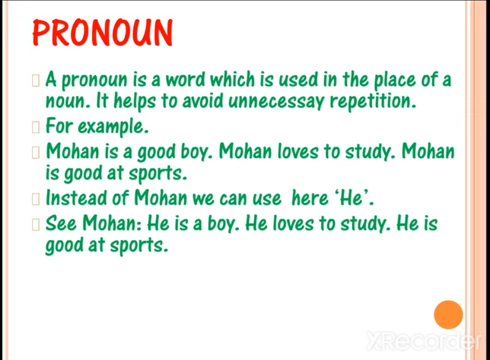 PRONOUN
A pronoun is a word which is used in the place of a
noun. It helps to avoid unnecessay repetition.
For example.
Mohan is a good boy. Mohan loves to study. Mohan
is good at sports.
Instead of Mohan we can use here ‘He’.
See Mohan: He is a boy. He loves to study. He is
good at sports.
XRecorder